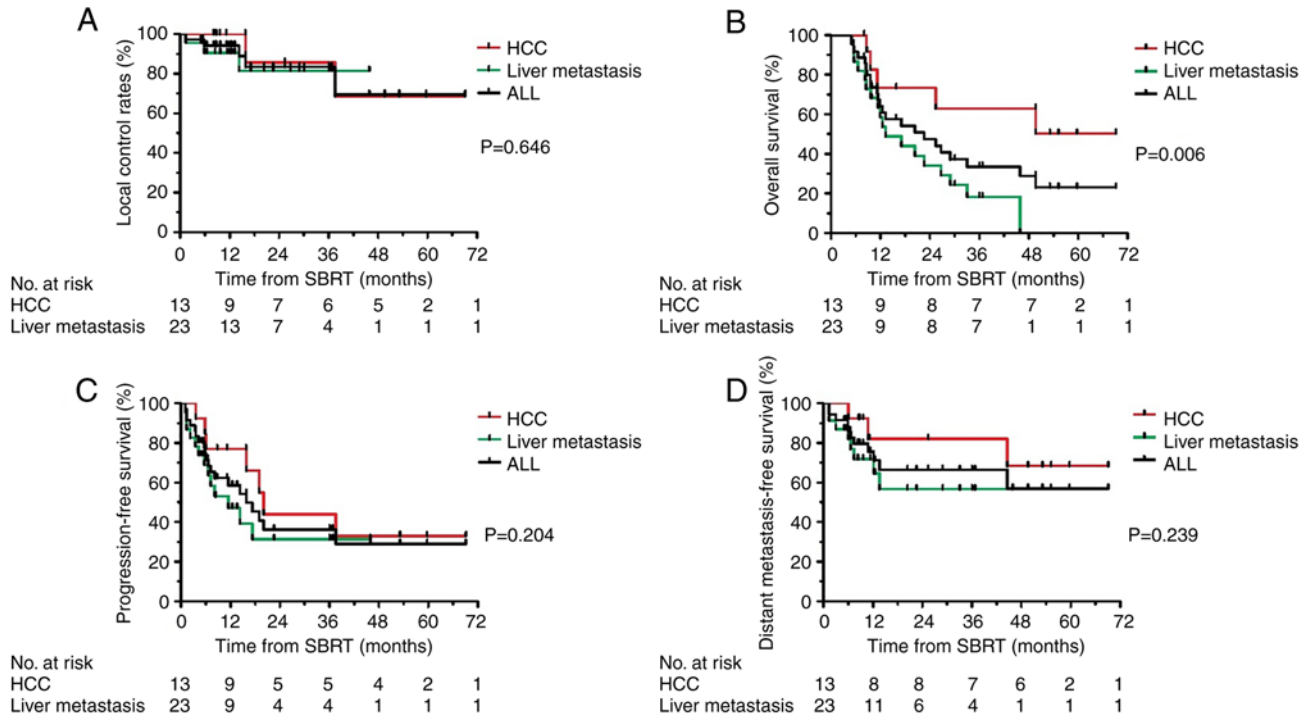 A
Local control rates (%)
100
80
60
40
20
0
0 12 24 36 48 60 72
Time from SBRT (months)
HCC
Liver metastasis
ALL
P=0.646
No. at risk
HCC 13 9 7 6 5 2 1
Liver metastasis 23 13 7 4 1 1 1
B
Overall survival (%)
100
80
60
40
20
0
0 12 24 36 48 60 72
Time from SBRT (months)
HCC
Liver metastasis
ALL
P=0.006
No. at risk
HCC 13 9 8 7 7 2 1
Liver metastasis 23 9 8 7 1 1 1
C
Progression-free survival (%)
100
80
60
40
20
0
0 12 24 36 48 60 72
Time from SBRT (months)
HCC
Liver metastasis
ALL
P=0.204
No. at risk
HCC 13 9 5 5 4 2 1
Liver metastasis 23 9 4 4 1 1 1
D
Distant metastasis-free survival (%)
100
80
60
40
20
0
0 12 24 36 48 60 72
Time from SBRT (months)
HCC
Liver metastasis
ALL
P=0.239
No. at risk
HCC 13 8 8 7 6 2 1
Liver metastasis 23 11 6 4 1 1 1